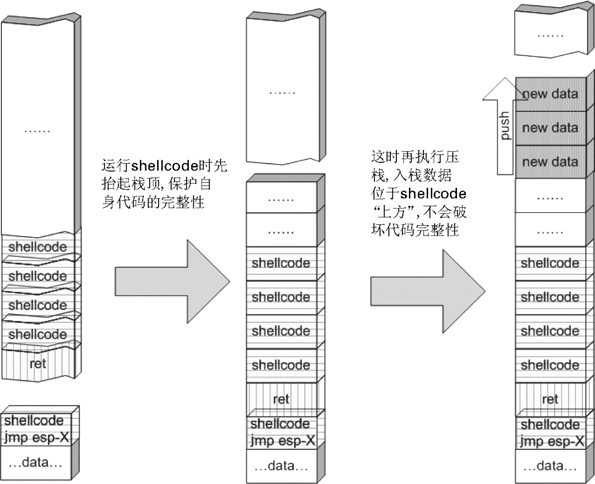 ……
shellcode
shellcode
shellcode
shellcode
ret
shellcode
jmp esp-X
…data…
运行shellcode时先
抬起栈顶,保护自
身代码的完整性
……
……
……
shellcode
shellcode
shellcode
shellcode
ret
shellcode
jmp esp-X
…data…
这时再执行压
栈,入栈数据
位于shellcode
“上方”,不会破
坏代码完整性
……
push
new data
new data
new data
……
……
shellcode
shellcode
shellcode
shellcode
ret
shellcode
jmp esp-X
…data…